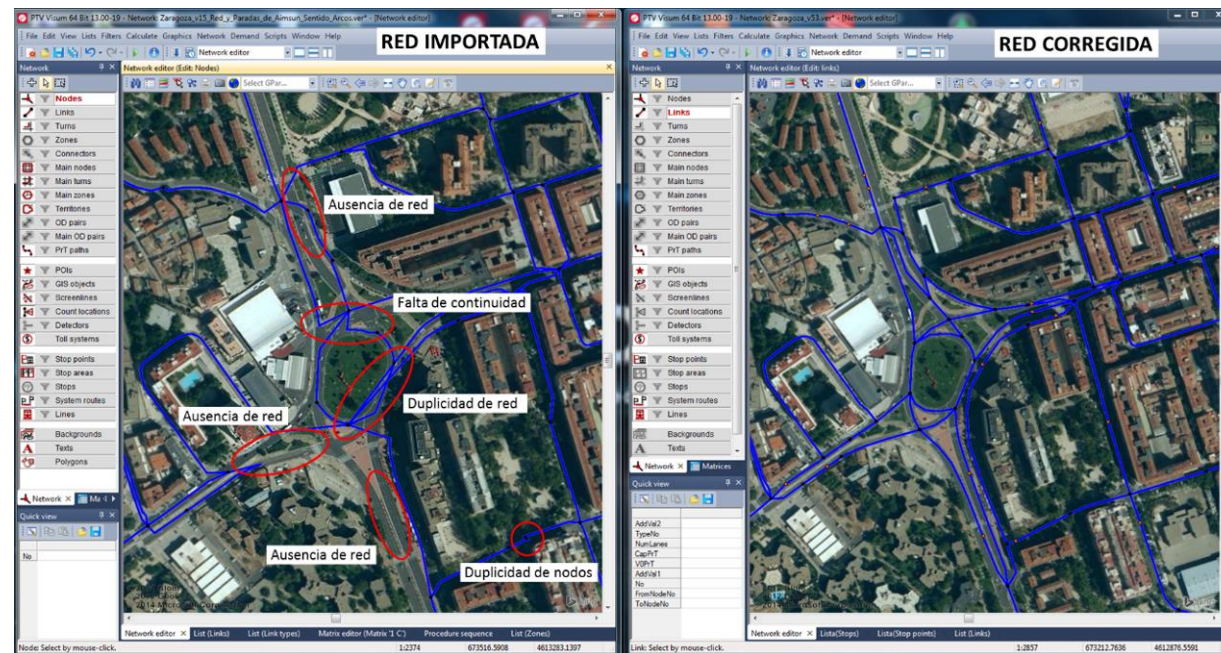 PTV Visum 64 Bit 13.00-19 - Network: Zaragoza_v15_Red_y_Paradas_de_Aimsun_Sentido_Arcos.ver* - [Network editor]
File Edit View Lists Filters Calculate Graphics Network Demand Scripts Window Help
RED IMPORTADA
Network editor
Network
Network editor (Edit: Nodes)
Select GPar...
Nodes
Links
Turns
Zones
Connectors
Main nodes
Main turns
Main zones
Territories
OD pairs
Main OD pairs
PrT paths
POIs
GIS objects
Screenlines
Count locations
Detectors
Toll systems
Stop points
Stop areas
Stops
System routes
Lines
Backgrounds
Texts
Polygons
Network
Quick view
No
Ausencia de red
Falta de continuidad
Duplicidad de red
Ausencia de red
Ausencia de red
Duplicidad de nodos
Network editor List (Links) List (Link types) Matrix editor (Matrix '1 C') Procedure sequence List (Zones)
Node: Select by mouse-click. 1:2374 673516.5908 4613283.1397
PTV Visum 64 Bit 13.00-19 - Network: Zaragoza_v53.ver* - [Network editor]
File Edit View Lists Filters Calculate Graphics Network Demand Scripts Window Help
RED CORREGIDA
Network editor
Network
Network editor (Edit: links)
Select GPar...
Nodes
Links
Turns
Zones
Connectors
Main nodes
Main turns
Main zones
Territories
OD pairs
Main OD pairs
PrT paths
POIs
GIS objects
Screenlines
Count locations
Detectors
Toll systems
Stop points
Stop areas
Stops
System routes
Lines
Backgrounds
Texts
Network Matrices
Quick view
AddVal2
TypeNo
NumLanes
CapPrT
V0PrT
AddVal1
No
FromNodeNo
ToNodeNo
Network editor Lista(Stops) Lista(Stop points) List (Links)
Link: Select by mouse-click. 1:2857 673212.7636 4612876.5591